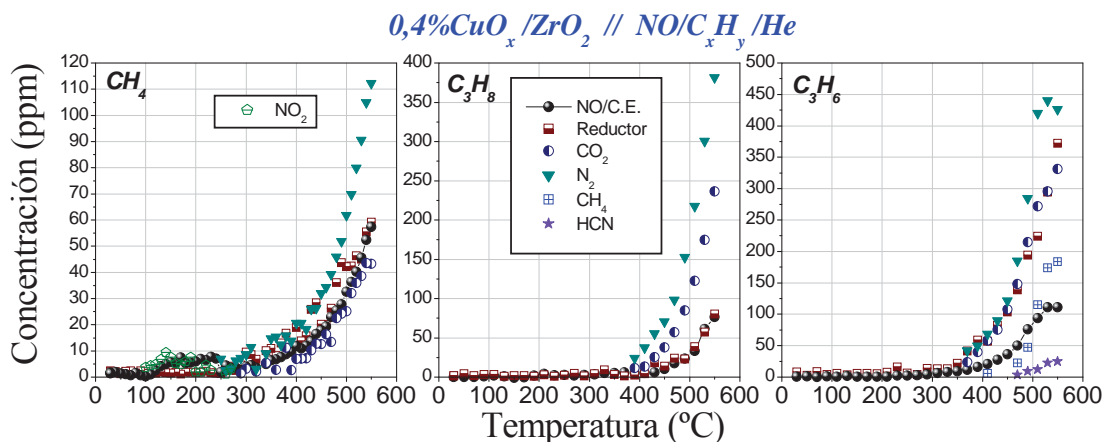 0,4%CuOₓ/ZrO₂ // NO/CₓHᵧ/He
Concentración (ppm)
CH₄
NO₂
120
110
100
90
80
70
60
50
40
30
20
10
0
0 100 200 300 400 500 600
C₃H₈
NO/C.E.
Reductor
CO₂
N₂
CH₄
HCN
400
350
300
250
200
150
100
50
0
0 100 200 300 400 500 600
C₃H₆
500
450
400
350
300
250
200
150
100
50
0
0 100 200 300 400 500 600
Temperatura (ºC)